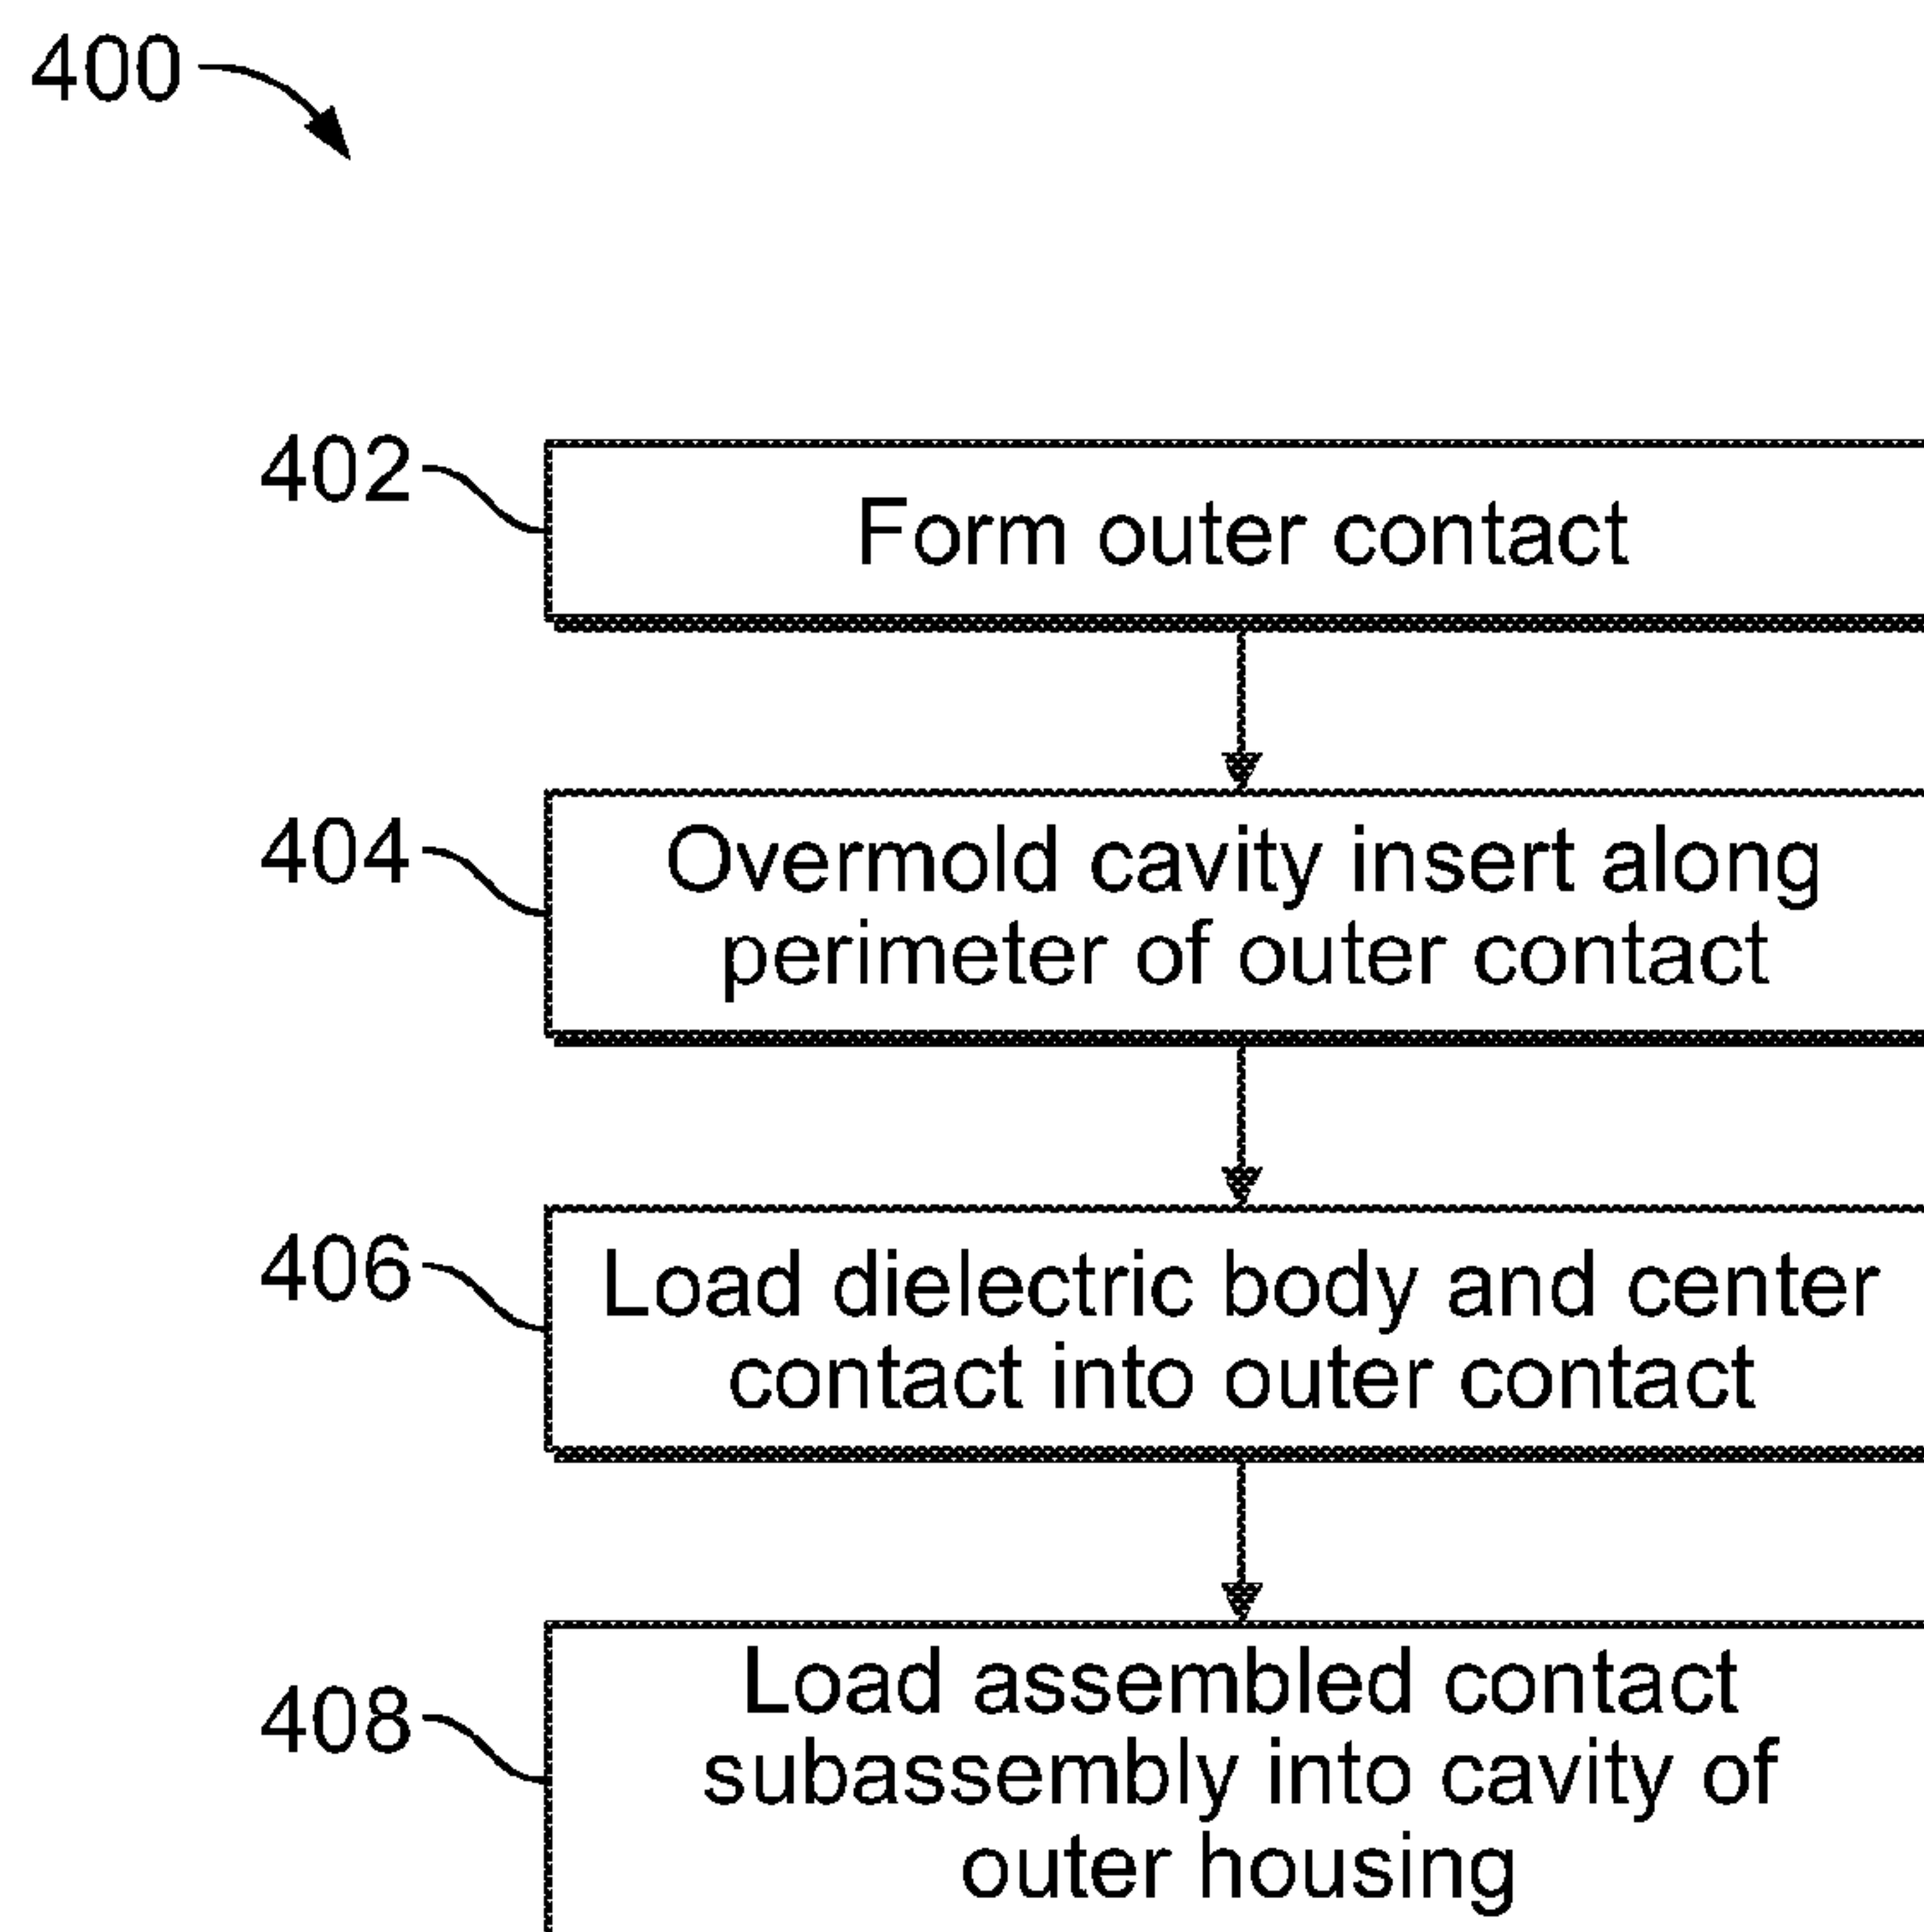 400
402
Form outer contact
404
Overmold cavity insert along
perimeter of outer contact
406
Load dielectric body and center
contact into outer contact
408
Load assembled contact
subassembly into cavity of
outer housing